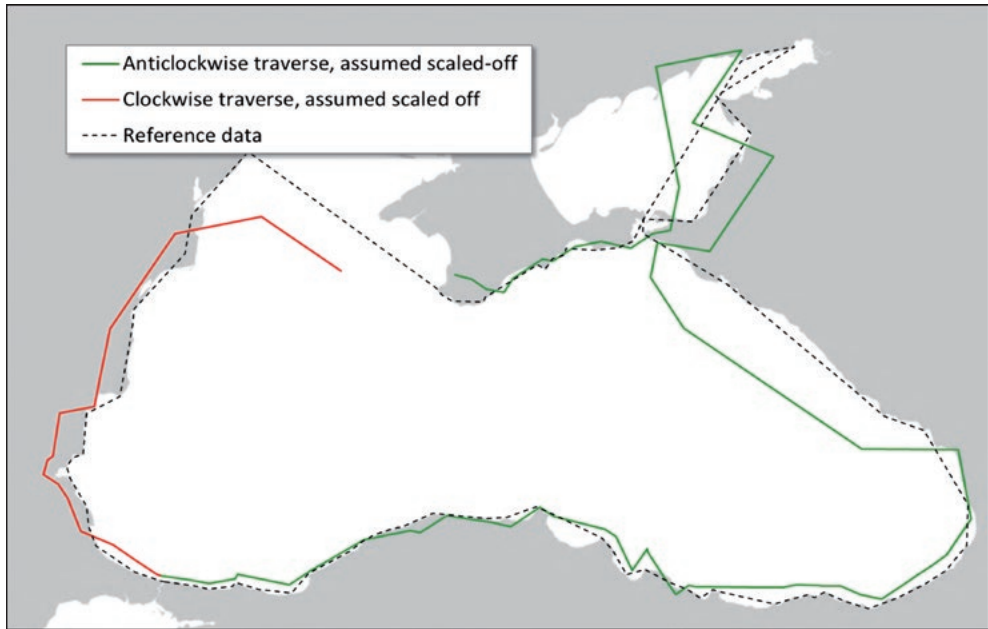 Anticlockwise traverse, assumed scaled-off
Clockwise traverse, assumed scaled off
Reference data